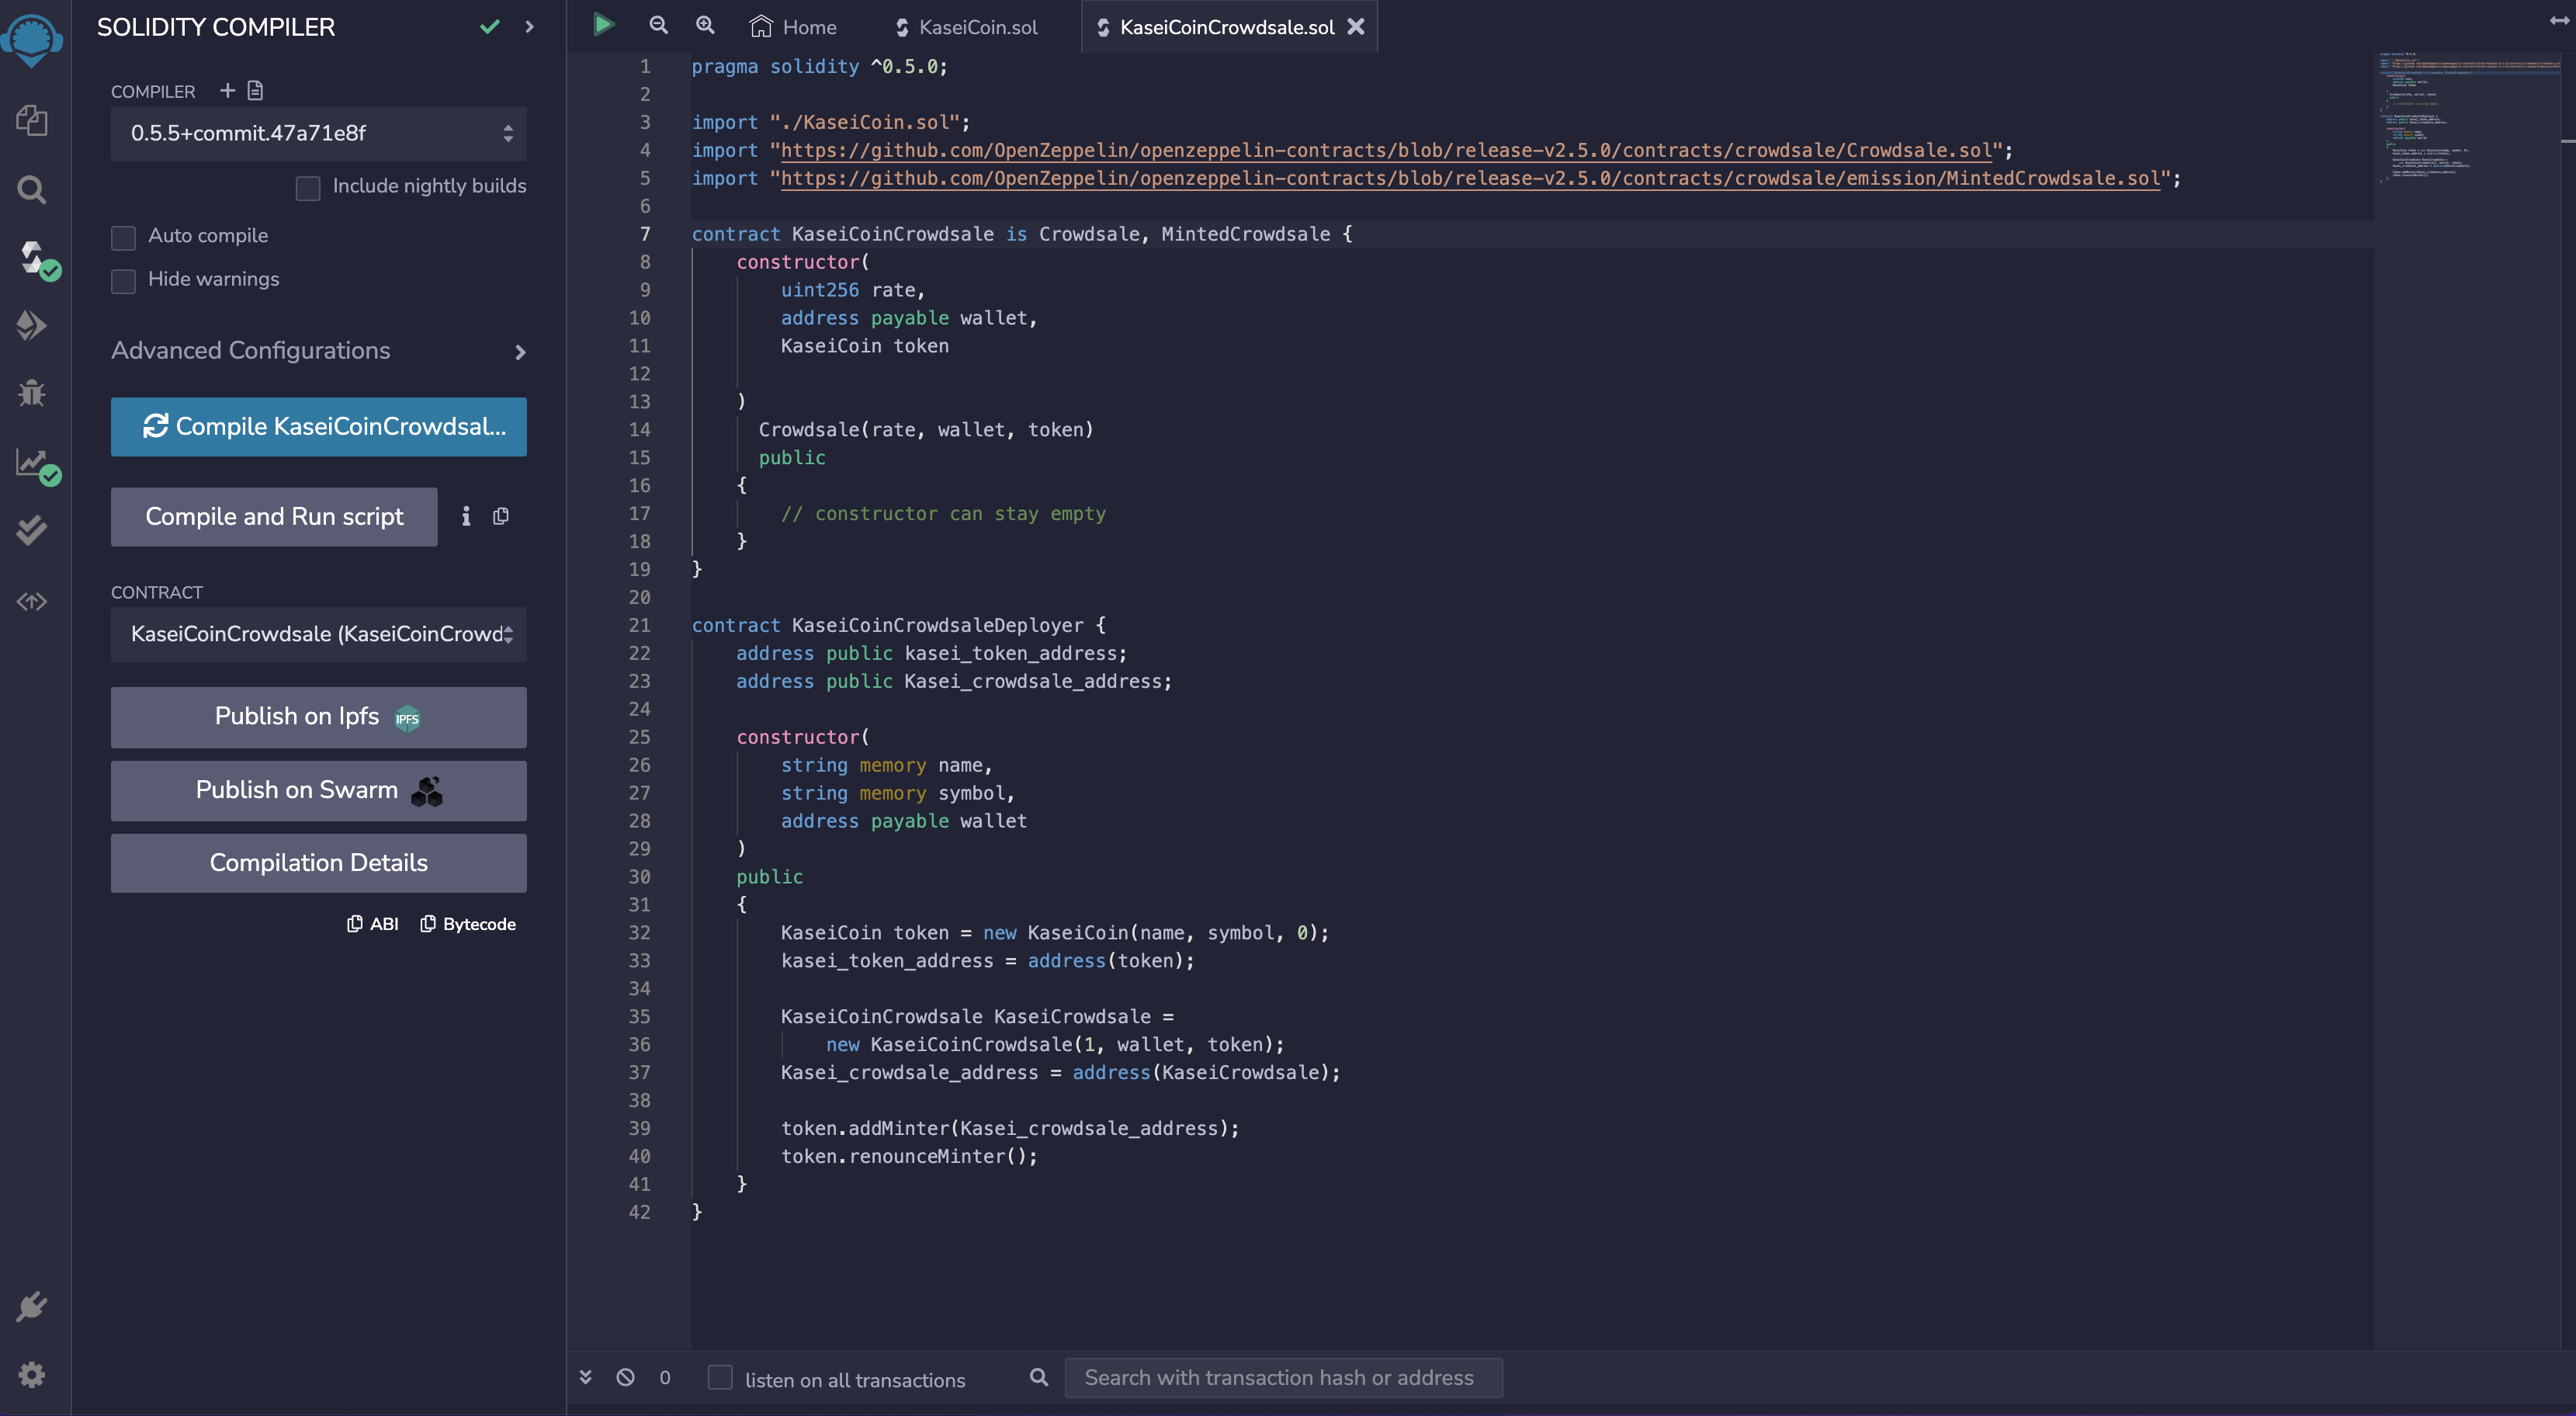 SOLIDITY COMPILER
COMPILER
0.5.5+commit.47a71e8f
Include nightly builds
Auto compile
Hide warnings
Advanced Configurations
Compile KaseiCoinCrowdsal...
Compile and Run script
CONTRACT
KaseiCoinCrowdsale (KaseiCoinCrowd
Publish on Ipfs IPFS
Publish on Swarm
Compilation Details
ABI Bytecode
Home KaseiCoin.sol KaseiCoinCrowdsale.sol
1 pragma solidity ^0.5.0;
2
3 import "./KaseiCoin.sol";
4 import "https://github.com/OpenZeppelin/openzeppelin-contracts/blob/release-v2.5.0/contracts/crowdsale/Crowdsale.sol";
5 import "https://github.com/OpenZeppelin/openzeppelin-contracts/blob/release-v2.5.0/contracts/crowdsale/emission/MintedCrowdsale.sol";
6
7 contract KaseiCoinCrowdsale is Crowdsale, MintedCrowdsale {
8 constructor(
9 uint256 rate,
10 address payable wallet,
11 KaseiCoin token
12
13 )
14 Crowdsale(rate, wallet, token)
15 public
16 {
17 // constructor can stay empty
18 }
19 }
20
21 contract KaseiCoinCrowdsaleDeployer {
22 address public kasei_token_address;
23 address public Kasei_crowdsale_address;
24
25 constructor(
26 string memory name,
27 string memory symbol,
28 address payable wallet
29 )
30 public
31 {
32 KaseiCoin token = new KaseiCoin(name, symbol, 0);
33 kasei_token_address = address(token);
34
35 KaseiCoinCrowdsale KaseiCrowdsale =
36 new KaseiCoinCrowdsale(1, wallet, token);
37 Kasei_crowdsale_address = address(KaseiCrowdsale);
38
39 token.addMinter(Kasei_crowdsale_address);
40 token.renounceMinter();
41 }
42 }
0 listen on all transactions Search with transaction hash or address